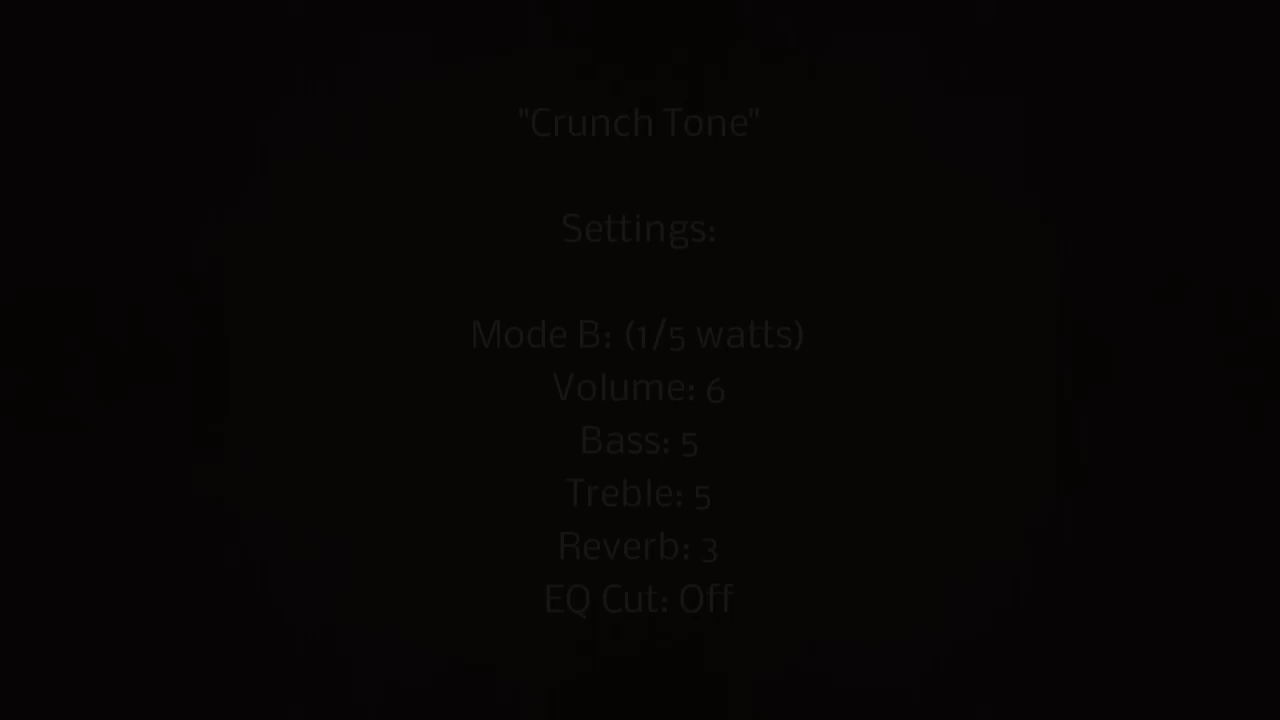 "Crunch Tone"
Settings:
Mode B: (1/5 watts)
Volume: 6
Bass: 5
Treble: 5
Reverb: 3
EQ Cut: Off